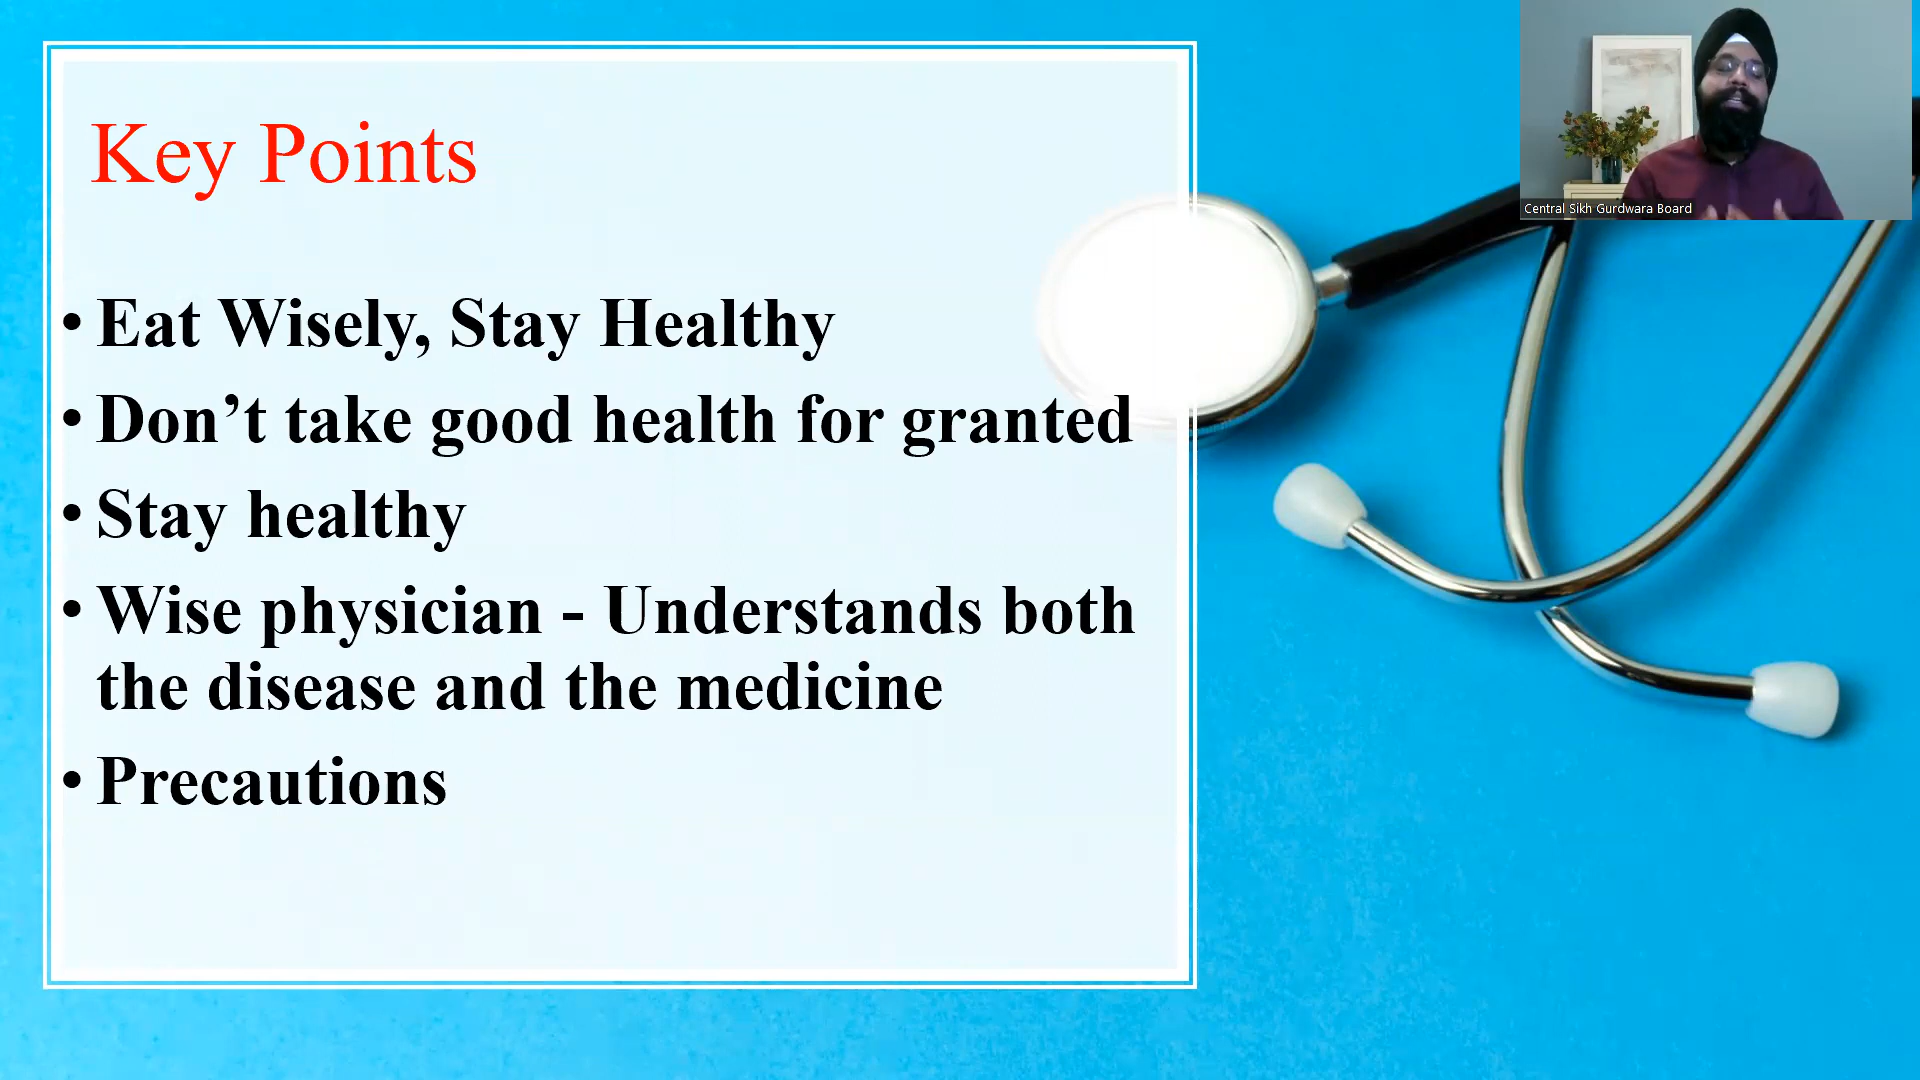 Key Points
• Eat Wisely, Stay Healthy
• Don’t take good health for granted
• Stay healthy
• Wise physician - Understands both
the disease and the medicine
• Precautions
Central Sikh Gurdwara Board